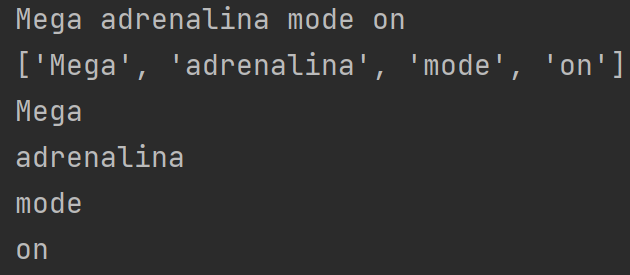 Mega adrenalina mode on
['Mega', 'adrenalina', 'mode', 'on']
Mega
adrenalina
mode
on